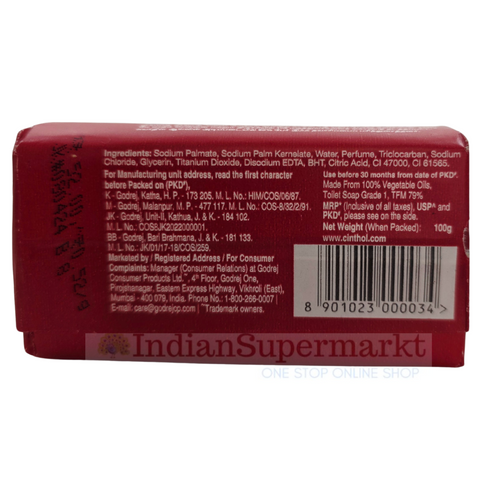 Ingredients: Sodium Palmate, Sodium Palm Kernelate, Water, Perfume, Triclocarban, Sodium
Chloride, Glycerin, Titanium Dioxide, Disodium EDTA, BHT, Citric Acid, CI 47000, CI 61565.
For Manufacturing unit address, read the first character
before Packed on (PKD#).
K - Godrej, Katha, H. P. - 173 205. M. L. No.: HIM/COS/06/87.
M - Godrej, Malanpur, M. P. - 477 117. M. L. No.: COS-8/32/2/91.
JK - Godrej, Unit-II, Kathua, J. & K. - 184 102.
M. L. No.: COS8JK2022000001.
BB - Godrej, Bari Brahmana, J. & K. - 181 133.
M. L. No.: JK/01/17-18/COS/259.
Marketed by / Registered Address / For Consumer
Complaints: Manager (Consumer Relations) at Godrej
Consumer Products Ltd., 4th Floor, Godrej One,
Pirojshanagar, Eastern Express Highway, Vikhroli (East),
Mumbai - 400 079, India. Phone No.: 1-800-266-0007
E-mail: care@godrejcp.com | Trademark owners.
Use before 30 months from date of PKD#.
Made From 100% Vegetable Oils,
Toilet Soap Grade 1, TFM 79%
MRP* (inclusive of all taxes), USP^ and
PKD#, please see on the side.
Net Weight (When Packed): 100g
www.cinthol.com
8 901023 000034 >
IndianSupermarkt
ONE STOP ONLINE SHOP